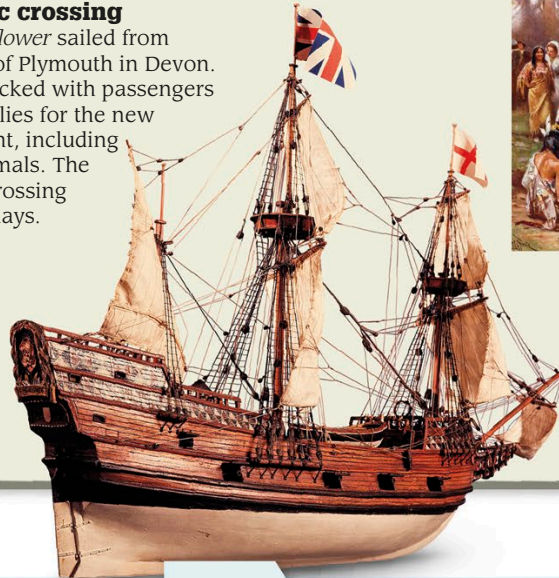 c crossing
lower sailed from
of Plymouth in Devon.
cked with passengers
lies for the new
nt, including
mals. The
rossing
ays.